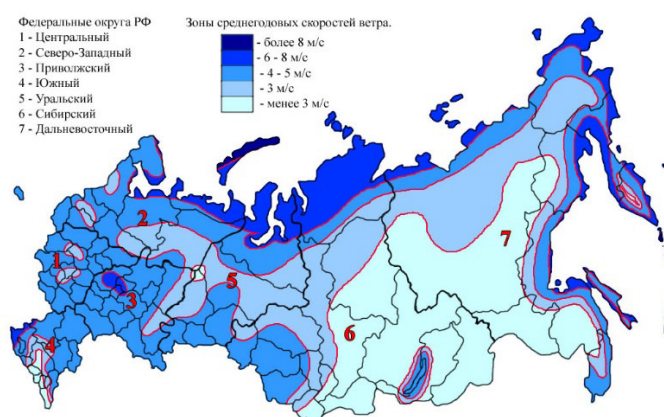 Федеральные округа РФ
1 - Центральный
2 - Северо-Западный
3 - Приволжский
4 - Южный
5 - Уральский
6 - Сибирский
7 - Дальневосточный
Зоны среднегодовых скоростей ветра.
- более 8 м/с
- 6 - 8 м/с
- 4 - 5 м/с
- 3 м/с
- менее 3 м/с
2
7
1
5
3
6
4